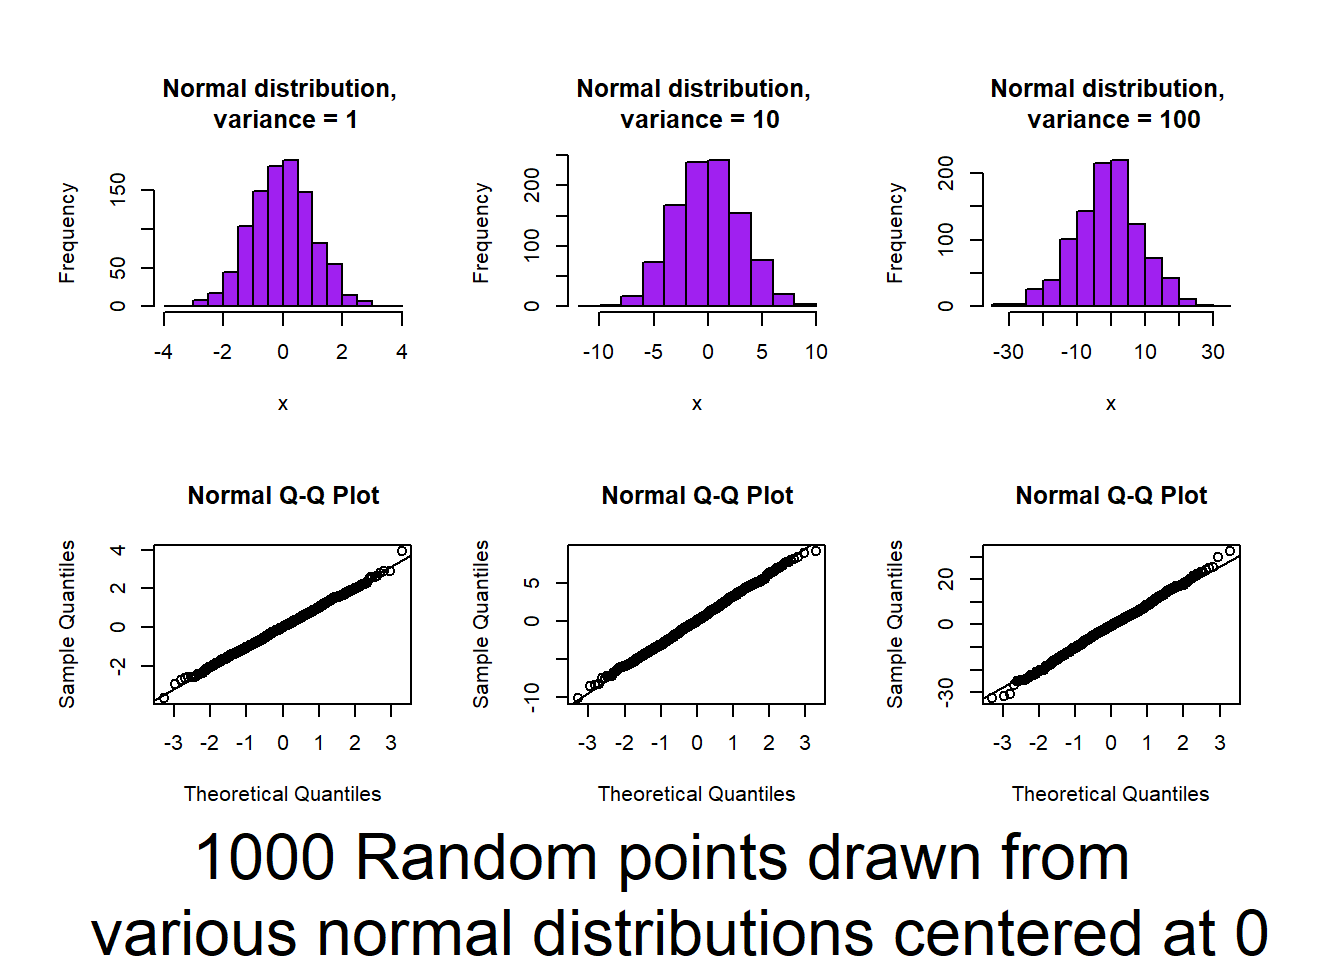 Normal distribution,
variance = 1
Frequency
0 50 150
-4 -2 0 2 4
x
Normal distribution,
variance = 10
Frequency
0 100 200
-10 -5 0 5 10
x
Normal distribution,
variance = 100
Frequency
0 100 200
-30 -10 10 30
x
Normal Q-Q Plot
Sample Quantiles
-2 0 2 4
-3 -2 -1 0 1 2 3
Theoretical Quantiles
Normal Q-Q Plot
Sample Quantiles
-10 0 5
-3 -2 -1 0 1 2 3
Theoretical Quantiles
Normal Q-Q Plot
Sample Quantiles
-30 0 20
-3 -2 -1 0 1 2 3
Theoretical Quantiles
1000 Random points drawn from
various normal distributions centered at 0